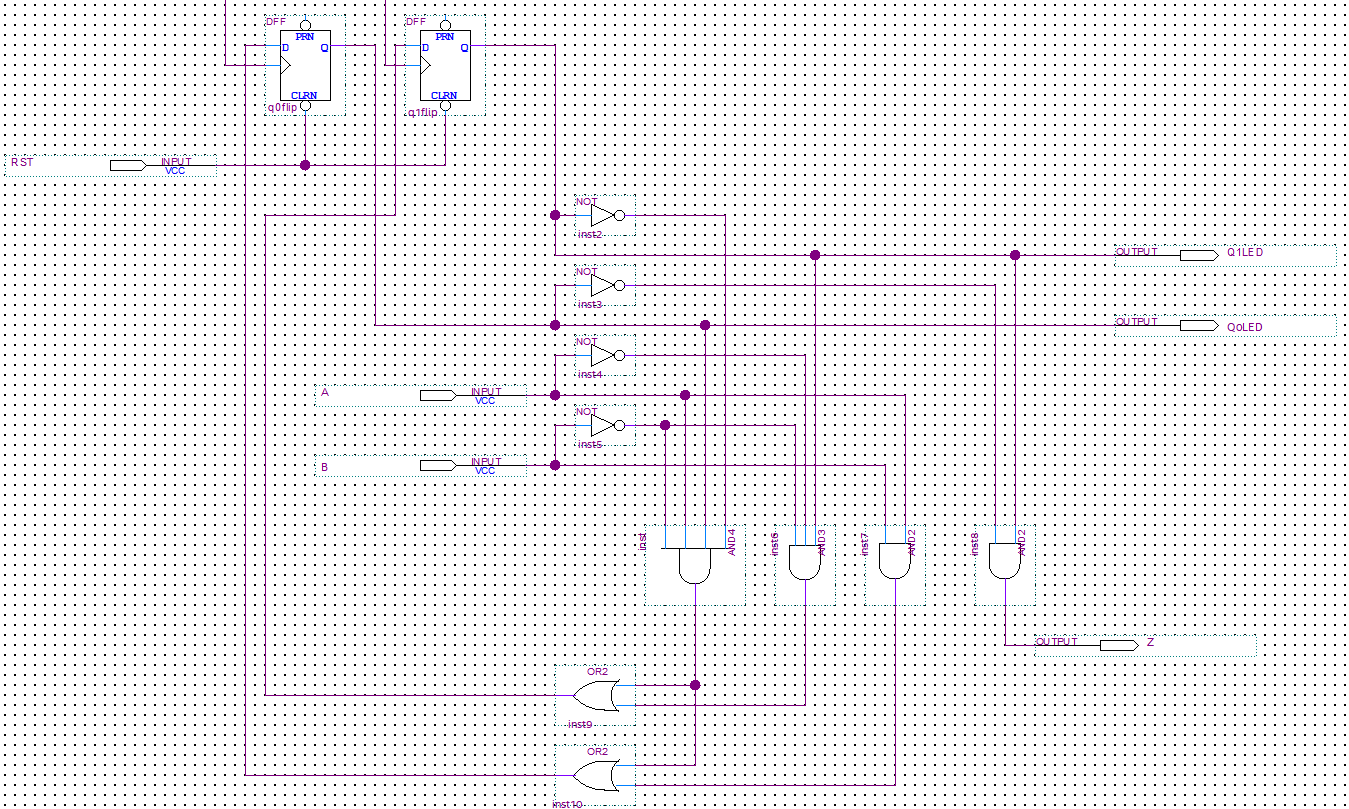 DFF
PRN
D Q
CLRN
q0flip
DFF
PRN
D Q
CLRN
q1flip
RST
INPUT
VCC
NOT
inst2
OUTPUT
Q1LED
NOT
inst3
OUTPUT
Q0LED
NOT
inst4
A
INPUT
VCC
NOT
inst5
B
INPUT
VCC
inst
AND4
inst6
AND3
inst7
AND2
inst8
AND2
OUTPUT
Z
OR2
inst9
OR2
inst10